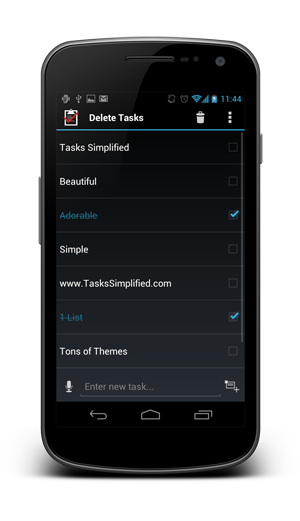 11:44
Delete Tasks
Tasks Simplified
Beautiful
Adorable
Simple
www.TasksSimplified.com
1 List
Tons of Themes
Enter new task...